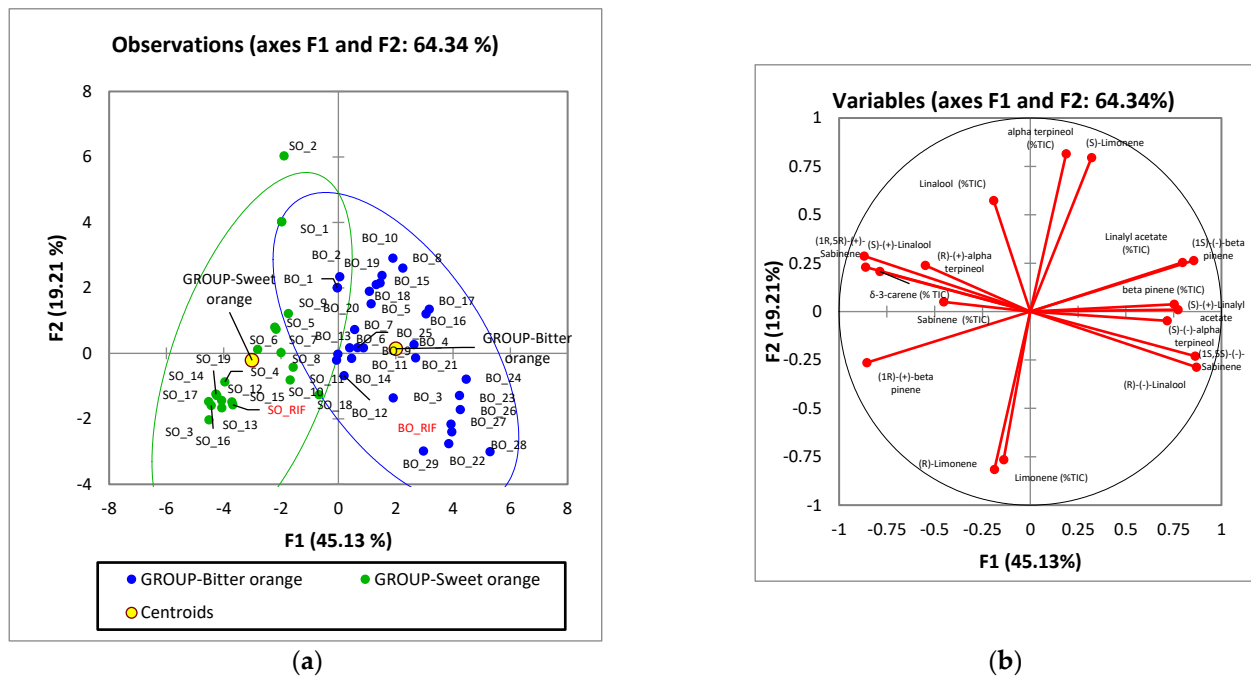 Observations (axes F1 and F2: 64.34 %)
8
6
4
2
0
-2
-4
F2 (19.21 %)
SO_2
SO_1
BO_10
BO_2
BO_19
BO_8
GROUP-Sweet
orange
BO_1
BO_15
SO_9
BO_20
BO_18
BO_5
BO_17
BO_16
SO_5
BO_7
SO_6
SO_7
BO_13
BO_6
BO_25
BO_4
GROUP-Bitter
orange
BO_9
SO_19
SO_8
SO_4
BO_11
BO_21
SO_14
SO_12
SO_11
BO_14
BO_24
SO_17
SO_15
SO_10
SO_18
BO_12
BO_3
BO_23
SO_RIF
BO_26
SO_3
SO_13
BO_RIF
BO_27
SO_16
BO_29
BO_22
BO_28
-8
-6
-4
-2
0
2
4
6
8
F1 (45.13 %)
GROUP-Bitter orange
GROUP-Sweet orange
Centroids
(a)
Variables (axes F1 and F2: 64.34%)
1
0.75
0.5
0.25
0
-0.25
-0.5
-0.75
-1
F2 (19.21%)
alpha terpineol
(%TIC)
(S)-Limonene
Linalool (%TIC)
(1R,5R)-(+)-
Sabinene
(S)-(+)-Linalool
(R)-(+)-alpha
terpineol
Linalyl acetate
(%TIC)
(1S)-(-)-beta
pinene
δ-3-carene (% TIC)
beta pinene (%TIC)
Sabinene (%TIC)
(S)-(+)-Linalyl
acetate
(S)-(-)-alpha
terpineol
(1S,5S)-(-)-
Sabinene
(1R)-(+)-beta
pinene
(R)-(-)-Linalool
(R)-Limonene
Limonene (%TIC)
-1
-0.75
-0.5
-0.25
0
0.25
0.5
0.75
1
F1 (45.13%)
(b)